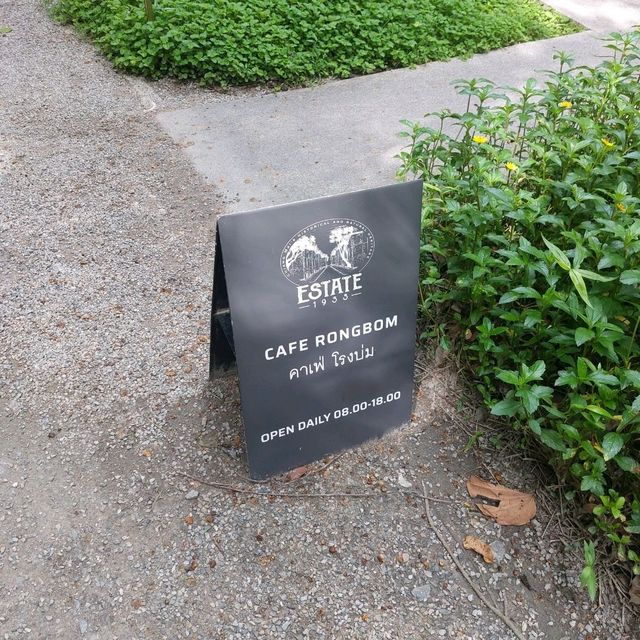 ESTATE
1933
CAFE RONGBOM
คาเฟ่ โรงบ่ม
OPEN DAILY 08.00-18.00